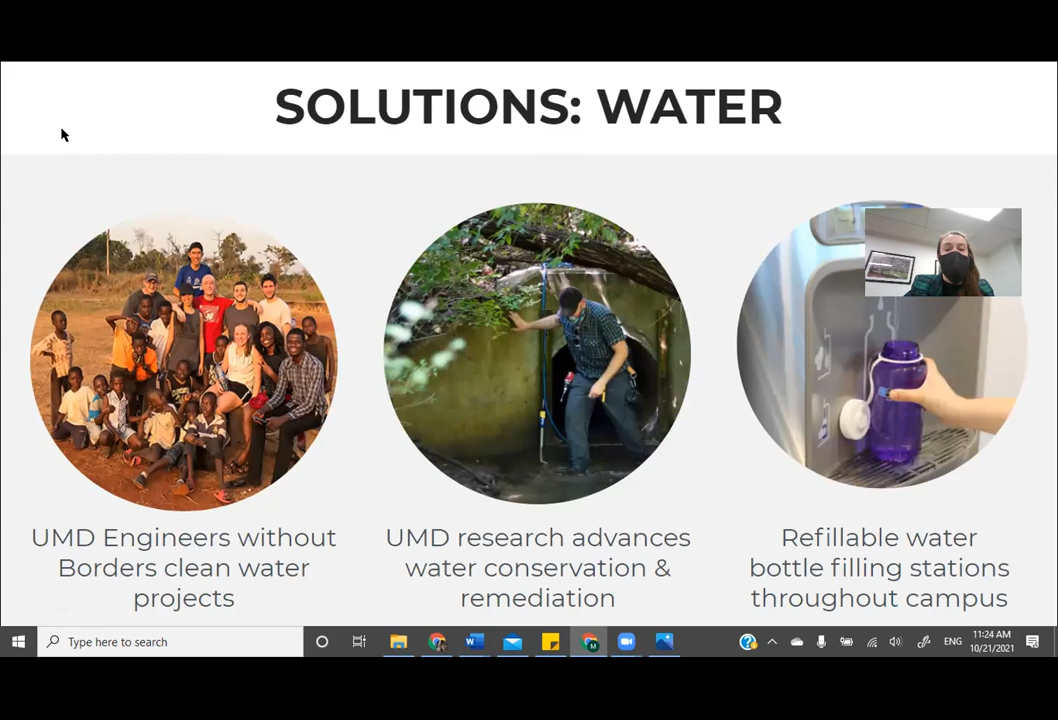 SOLUTIONS: WATER
UMD Engineers without
Borders clean water
projects
UMD research advances
water conservation &
remediation
Refillable water
bottle filling stations
throughout campus
Type here to search
ENG
11:24 AM
10/21/2021